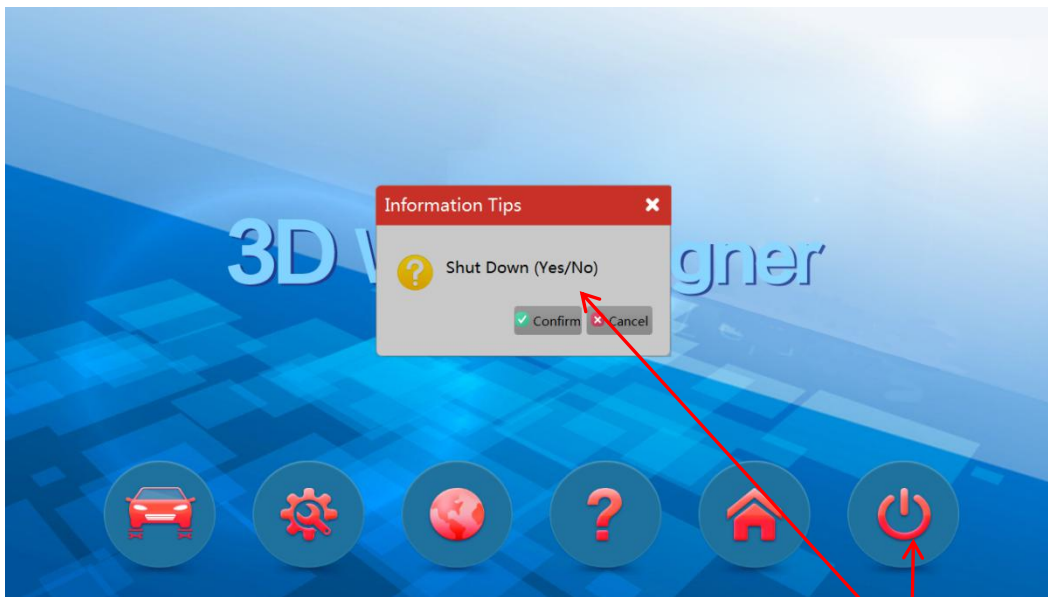 Information Tips
3D
gner
Shut Down (Yes/No)
Confirm Cancel